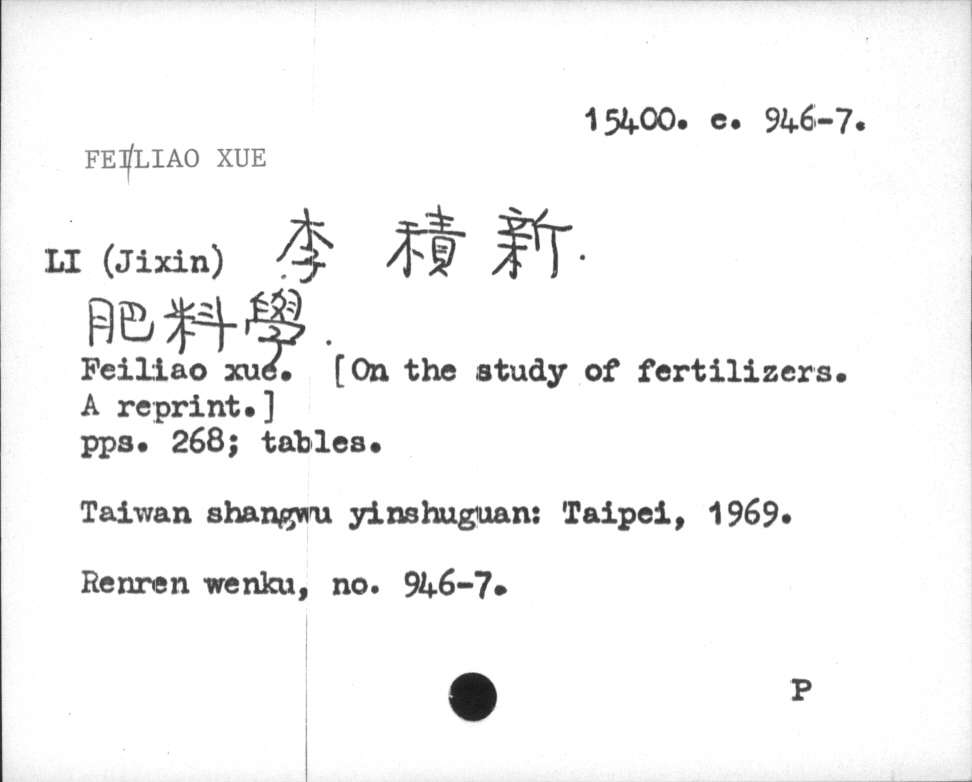 15400. e. 946-7.
FEI/LIAO XUE
LI (Jixin) 李 積 新.
肥料學.
Feiliao xue. [On the study of fertilizers.
A reprint.]
pps. 268; tables.
Taiwan shangwu yinshuguan: Taipei, 1969.
Renren wenku, no. 946-7.
P